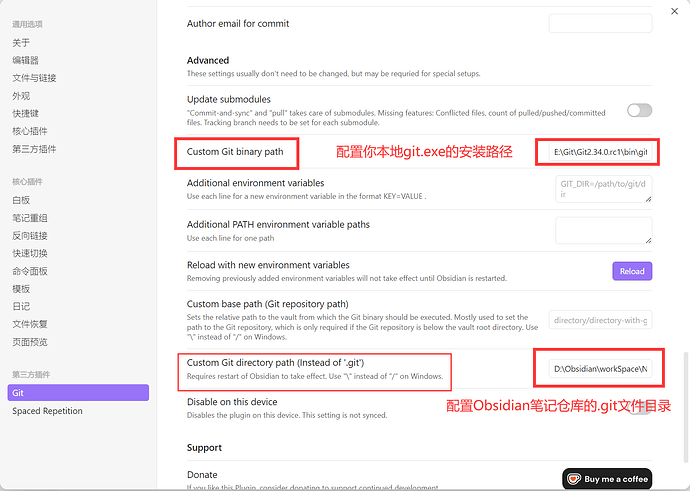 通用选项
关于
编辑器
文件与链接
外观
快捷键
核心插件
第三方插件
核心插件
白板
笔记重组
反向链接
快速切换
命令面板
模板
日记
文件恢复
页面预览
第三方插件
Git
Spaced Repetition
Author email for commit
Advanced
These settings usually don't need to be changed, but may be requried for special setups.
Update submodules
"Commit-and-sync" and "pull" takes care of submodules. Missing features: Conflicted files, count of pulled/pushed/committed
files. Tracking branch needs to be set for each submodule.
Custom Git binary path
配置你本地git.exe的安装路径
E:\Git\Git2.34.0.rc1\bin\git
Additional environment variables
Use each line for a new environment variable in the format KEY=VALUE .
GIT_DIR=/path/to/git/dir
Additional PATH environment variable paths
Use each line for one path
Reload with new environment variables
Removing previously added environment variables will not take effect until Obsidian is restarted.
Reload
Custom base path (Git repository path)
Sets the relative path to the vault from which the Git binary should be executed. Mostly used to set the
path to the Git repository, which is only required if the Git repository is below the vault root directory. Use
"\" instead of "/" on Windows.
directory/directory-with-g
Custom Git directory path (Instead of '.git')
Requires restart of Obsidian to take effect. Use "\" instead of "/" on Windows.
D:\Obsidian\workSpace\N
配置Obsidian笔记仓库的.git文件目录
Disable on this device
Disables the plugin on this device. This setting is not synced.
Support
Donate
If you like this Plugin, consider donating to support continued development.
Buy me a coffee